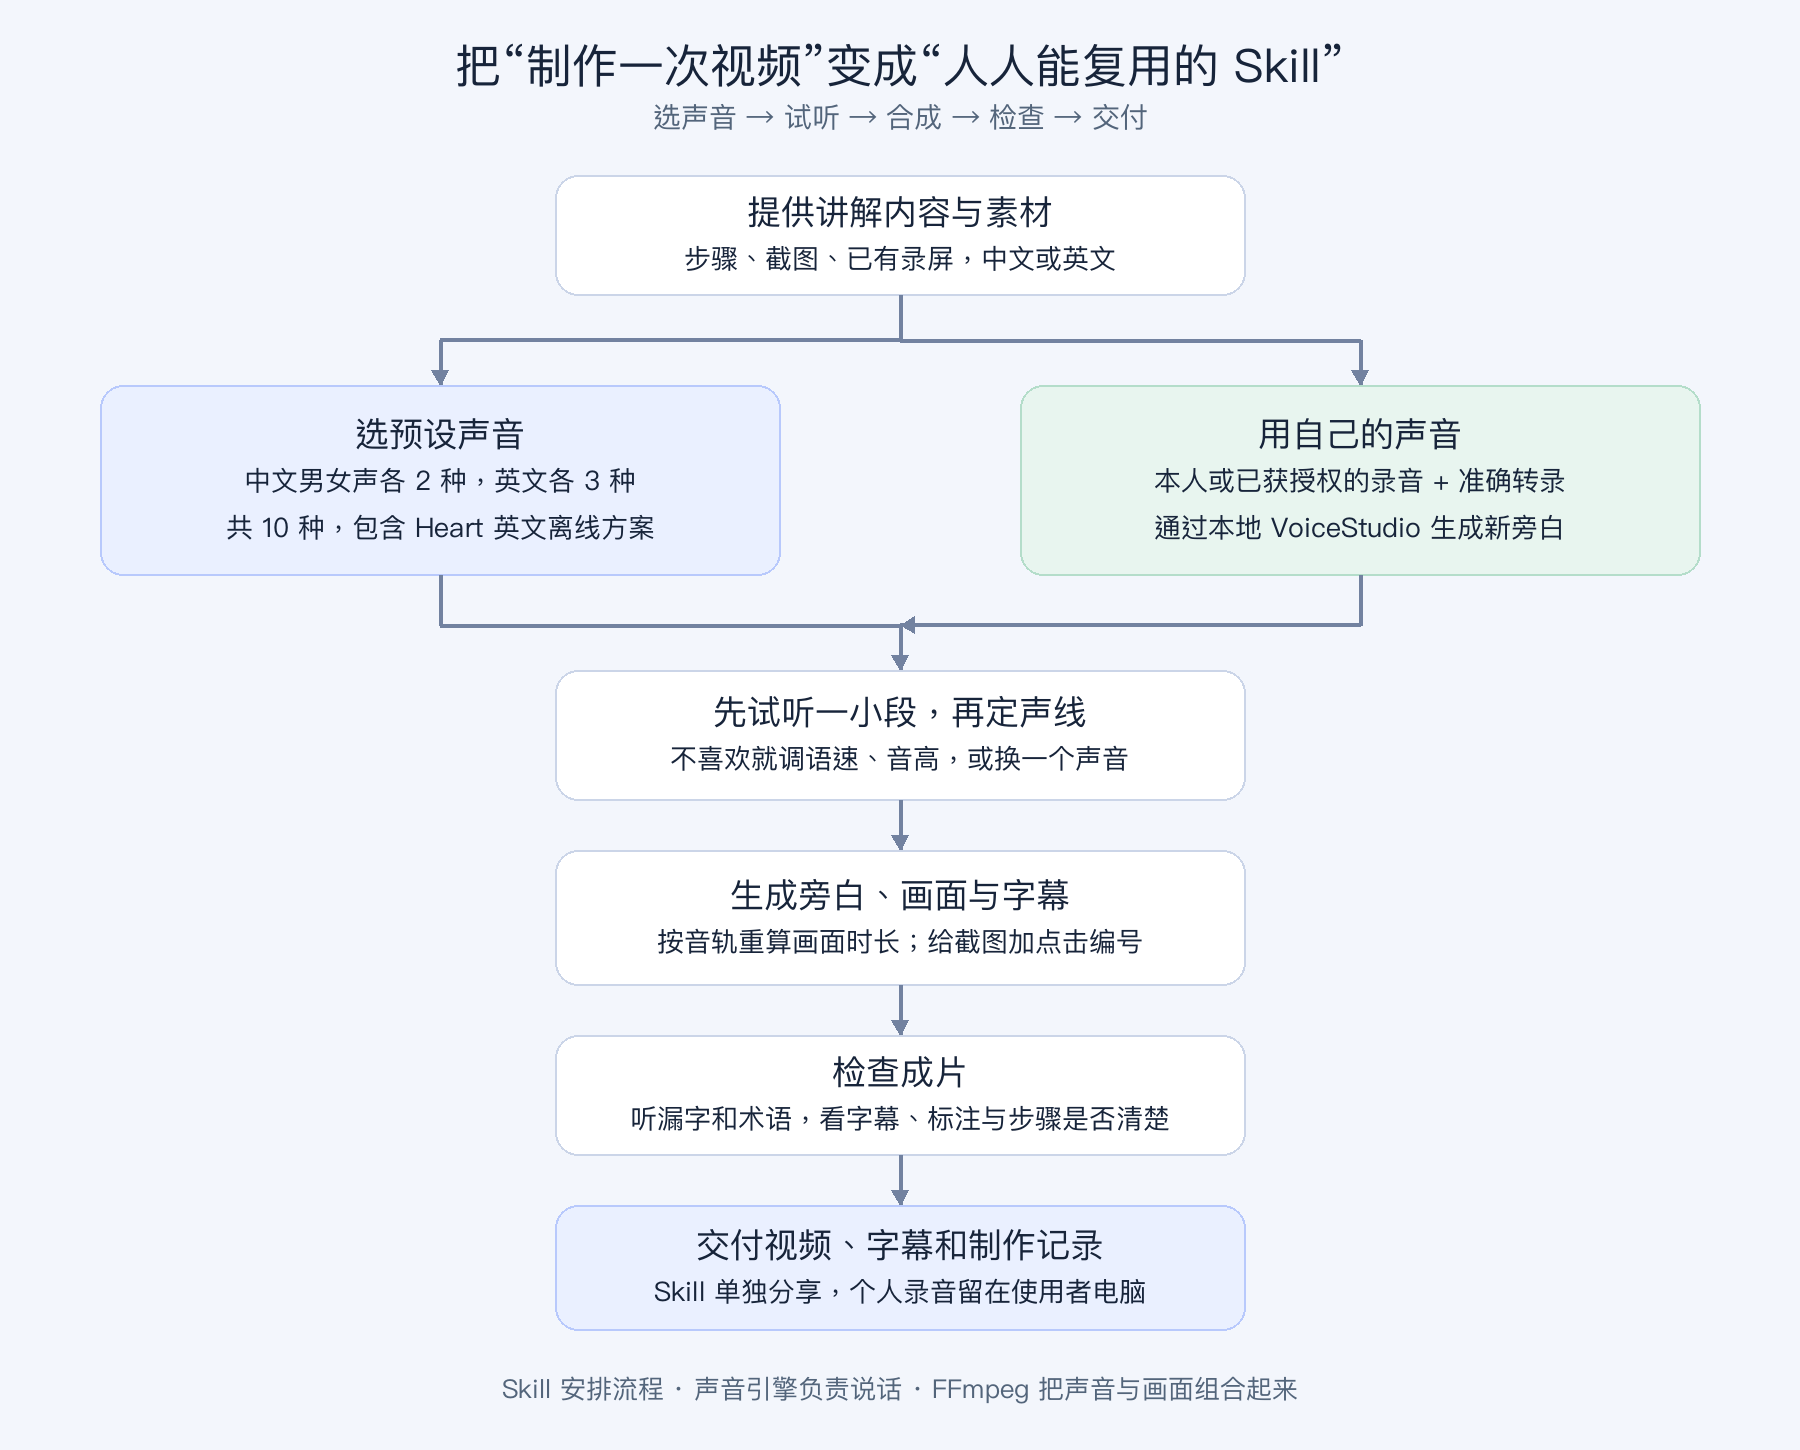 把“制作一次视频”变成“人人能复用的 Skill”
选声音 → 试听 → 合成 → 检查 → 交付
提供讲解内容与素材
步骤、截图、已有录屏，中文或英文
选预设声音
中文男女声各 2 种，英文各 3 种
共 10 种，包含 Heart 英文离线方案
用自己的声音
本人或已获授权的录音 + 准确转录
通过本地 VoiceStudio 生成新旁白
先试听一小段，再定声线
不喜欢就调语速、音高，或换一个声音
生成旁白、画面与字幕
按音轨重算画面时长；给截图加点击编号
检查成片
听漏字和术语，看字幕、标注与步骤是否清楚
交付视频、字幕和制作记录
Skill 单独分享，个人录音留在使用者电脑
Skill 安排流程 · 声音引擎负责说话 · FFmpeg 把声音与画面组合起来